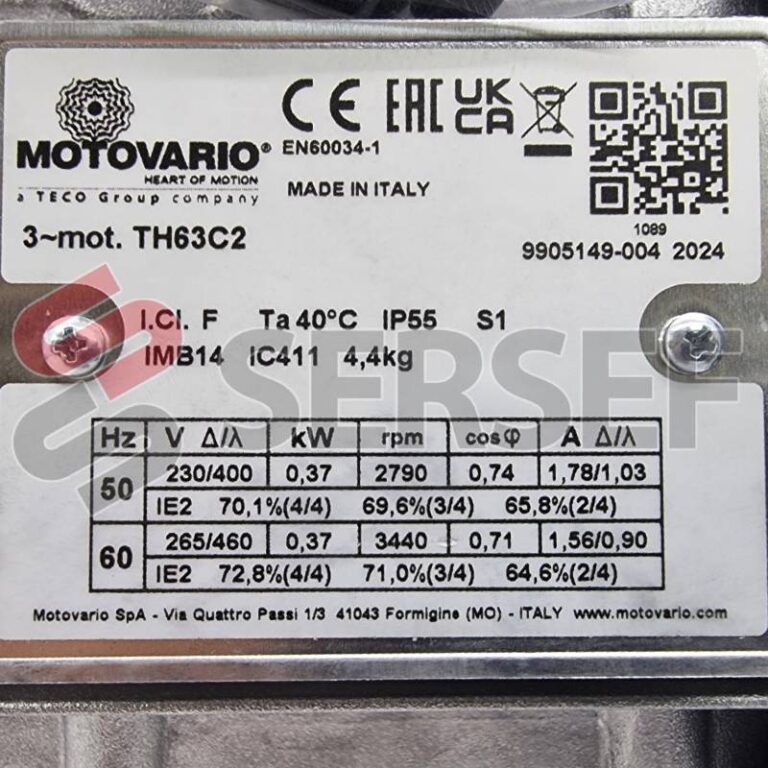 CE EAC UK CA
MOTOVARIO®
HEART OF MOTION
a TECO Group company
EN60034-1
MADE IN ITALY
1089
3~mot. TH63C2
9905149-004 2024
I.Cl. F Ta 40°C IP55 S1
IMB14 IC411 4,4kg
SERSEF
Hz V Δ/λ kW rpm cosφ A Δ/λ
50 230/400 0,37 2790 0,74 1,78/1,03
IE2 70,1%(4/4) 69,6%(3/4) 65,8%(2/4)
60 265/460 0,37 3440 0,71 1,56/0,90
IE2 72,8%(4/4) 71,0%(3/4) 64,6%(2/4)
Motovario SpA - Via Quattro Passi 1/3 41043 Formigine (MO) - ITALY www.motovario.com